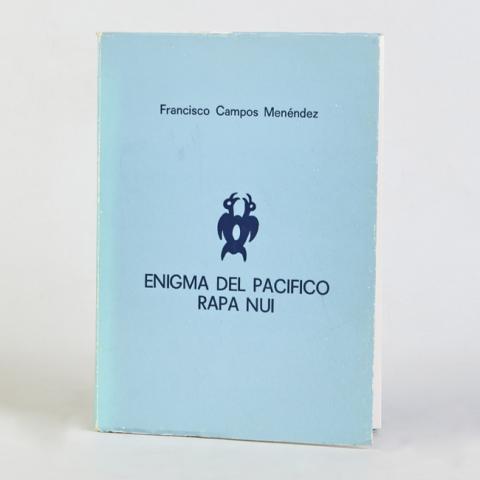 Francisco Campos Menéndez
ENIGMA DEL PACIFICO
RAPA NUI